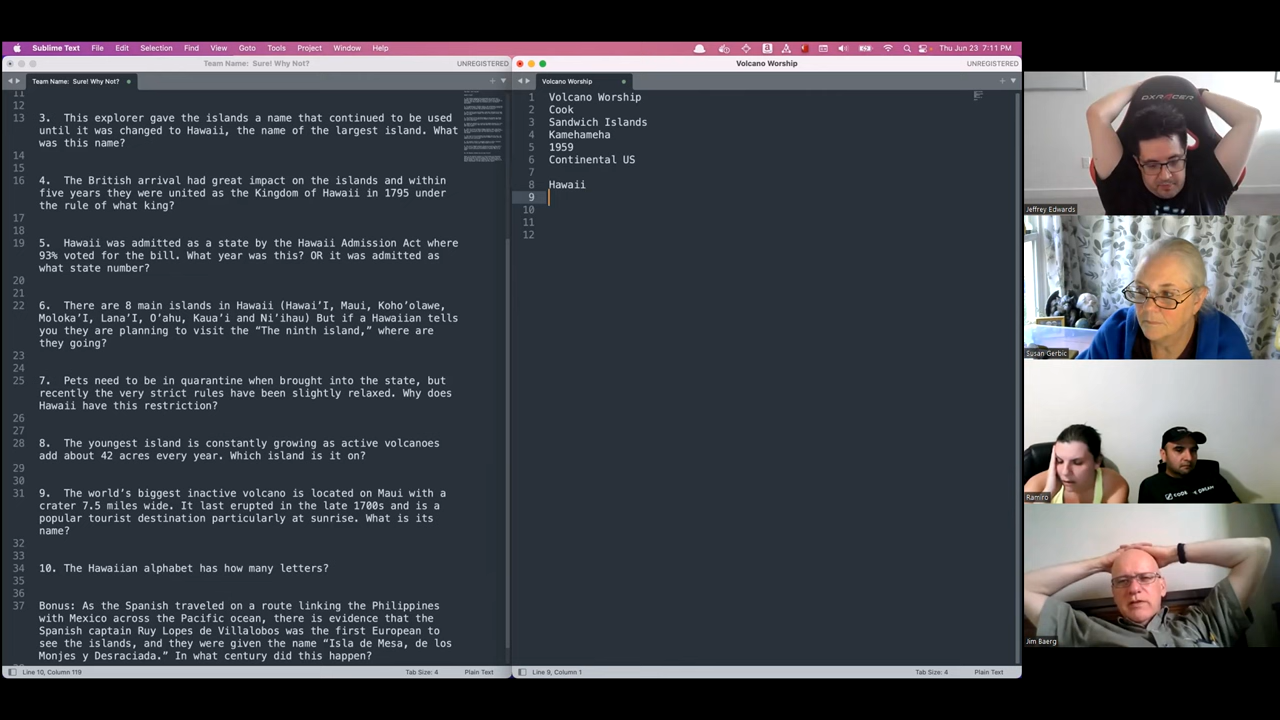 Sublime Text File Edit Selection Find View Goto Tools Project Window Help Thu Jun 23 7:11 PM
Team Name: Sure! Why Not? UNREGISTERED
Team Name: Sure! Why Not?
11
12
13 3. This explorer gave the islands a name that continued to be used
until it was changed to Hawaii, the name of the largest island. What
was this name?
14
15
16 4. The British arrival had great impact on the islands and within
five years they were united as the Kingdom of Hawaii in 1795 under
the rule of what king?
17
18
19 5. Hawaii was admitted as a state by the Hawaii Admission Act where
93% voted for the bill. What year was this? OR it was admitted as
what state number?
20
21
22 6. There are 8 main islands in Hawaii (Hawai’I, Maui, Koho’olawe,
Moloka’I, Lana’I, O’ahu, Kaua’i and Ni’ihau) But if a Hawaiian tells
you they are planning to visit the “The ninth island,” where are
they going?
23
24
25 7. Pets need to be in quarantine when brought into the state, but
recently the very strict rules have been slightly relaxed. Why does
Hawaii have this restriction?
26
27
28 8. The youngest island is constantly growing as active volcanoes
add about 42 acres every year. Which island is it on?
29
30
31 9. The world’s biggest inactive volcano is located on Maui with a
crater 7.5 miles wide. It last erupted in the late 1700s and is a
popular tourist destination particularly at sunrise. What is its
name?
32
33
34 10. The Hawaiian alphabet has how many letters?
35
36
37 Bonus: As the Spanish traveled on a route linking the Philippines
with Mexico across the Pacific ocean, there is evidence that the
Spanish captain Ruy Lopes de Villalobos was the first European to
see the islands, and they were given the name “Isla de Mesa, de los
Monjes y Desraciada.” In what century did this happen?
Line 10, Column 119 Tab Size: 4 Plain Text
Volcano Worship UNREGISTERED
Volcano Worship
1 Volcano Worship
2 Cook
3 Sandwich Islands
4 Kamehameha
5 1959
6 Continental US
7
8 Hawaii
9
10
11
12
Line 9, Column 1 Tab Size: 4 Plain Text
DXRACER
Jeffrey Edwards
Susan Gerbic
Ramiro
Jim Baerg